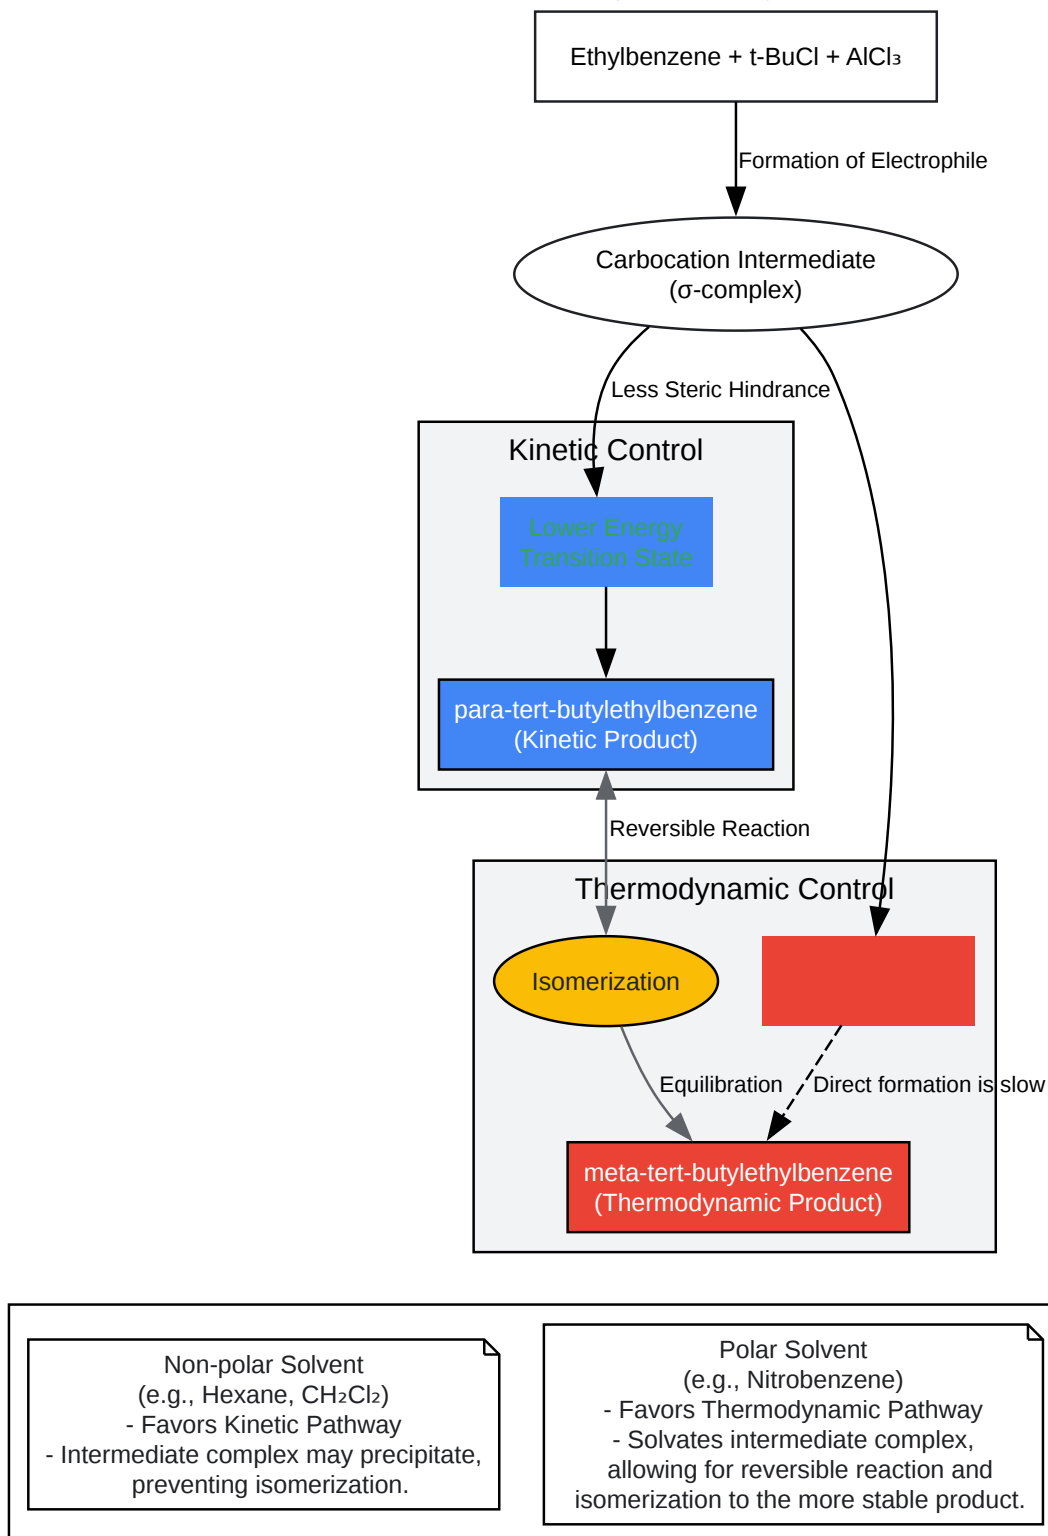 Ethylbenzene + t-BuCl + AlCl₃
Formation of Electrophile
Carbocation Intermediate
(σ-complex)
Less Steric Hindrance
Kinetic Control
Lower Energy
Transition State
para-tert-butylethylbenzene
(Kinetic Product)
Reversible Reaction
Thermodynamic Control
Isomerization
Equilibration
Direct formation is slow
meta-tert-butylethylbenzene
(Thermodynamic Product)
Non-polar Solvent
(e.g., Hexane, CH₂Cl₂)
- Favors Kinetic Pathway
- Intermediate complex may precipitate,
preventing isomerization.
Polar Solvent
(e.g., Nitrobenzene)
- Favors Thermodynamic Pathway
- Solvates intermediate complex,
allowing for reversible reaction and
isomerization to the more stable product.